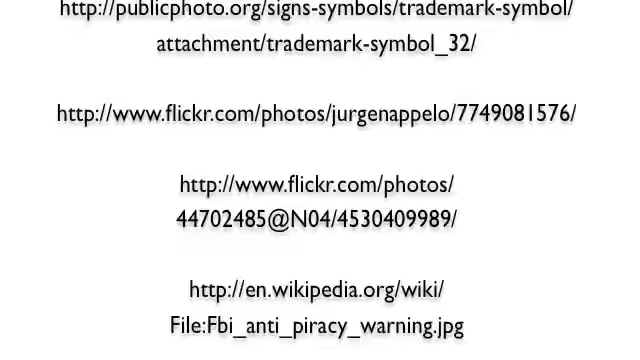 http://publicphoto.org/signs-symbols/trademark-symbol/
attachment/trademark-symbol_32/
http://www.flickr.com/photos/jurgenappelo/7749081576/
http://www.flickr.com/photos/
44702485@N04/4530409989/
http://en.wikipedia.org/wiki/
File:Fbi_anti_piracy_warning.jpg